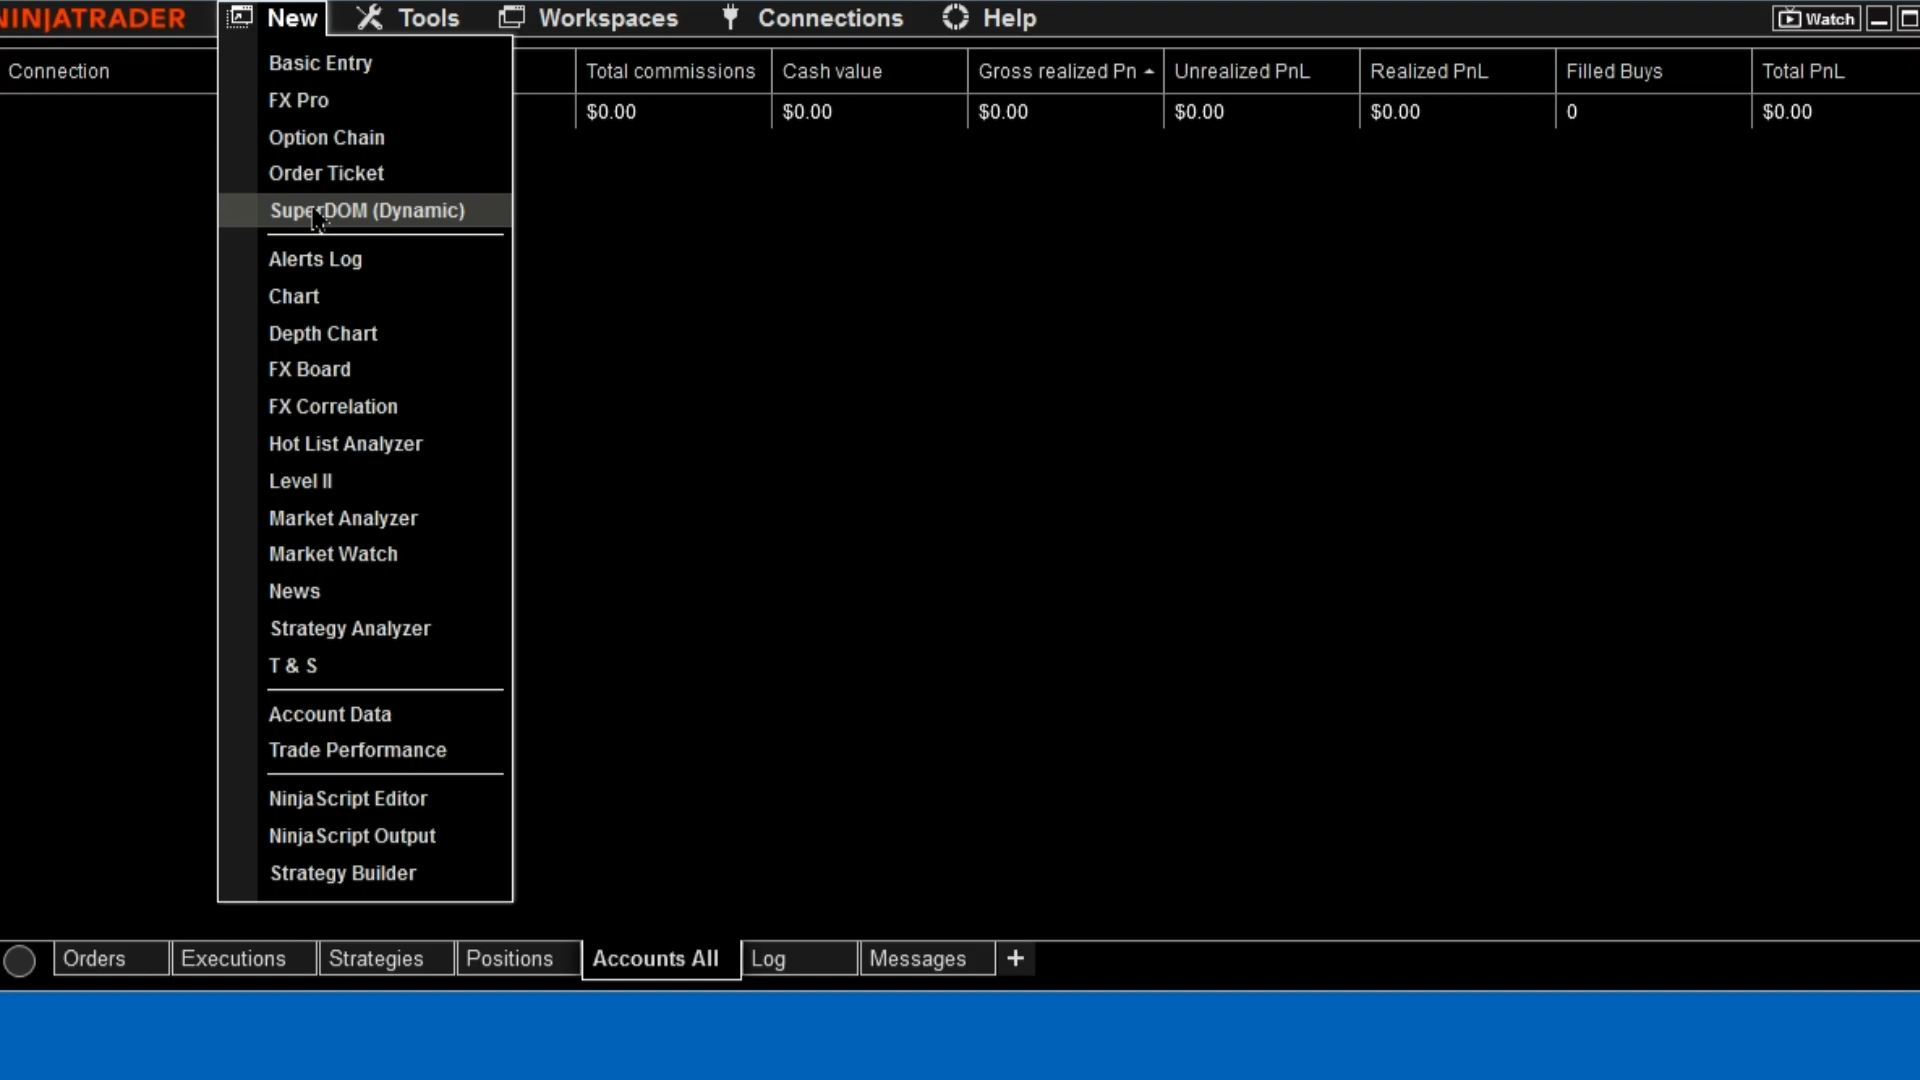 NINJATRADER New Tools Workspaces Connections Help Watch
Connection Total commissions Cash value Gross realized Pn Unrealized PnL Realized PnL Filled Buys Total PnL
$0.00 $0.00 $0.00 $0.00 $0.00 0 $0.00
Basic Entry
FX Pro
Option Chain
Order Ticket
SuperDOM (Dynamic)
Alerts Log
Chart
Depth Chart
FX Board
FX Correlation
Hot List Analyzer
Level II
Market Analyzer
Market Watch
News
Strategy Analyzer
T & S
Account Data
Trade Performance
NinjaScript Editor
NinjaScript Output
Strategy Builder
Orders Executions Strategies Positions Accounts All Log Messages +